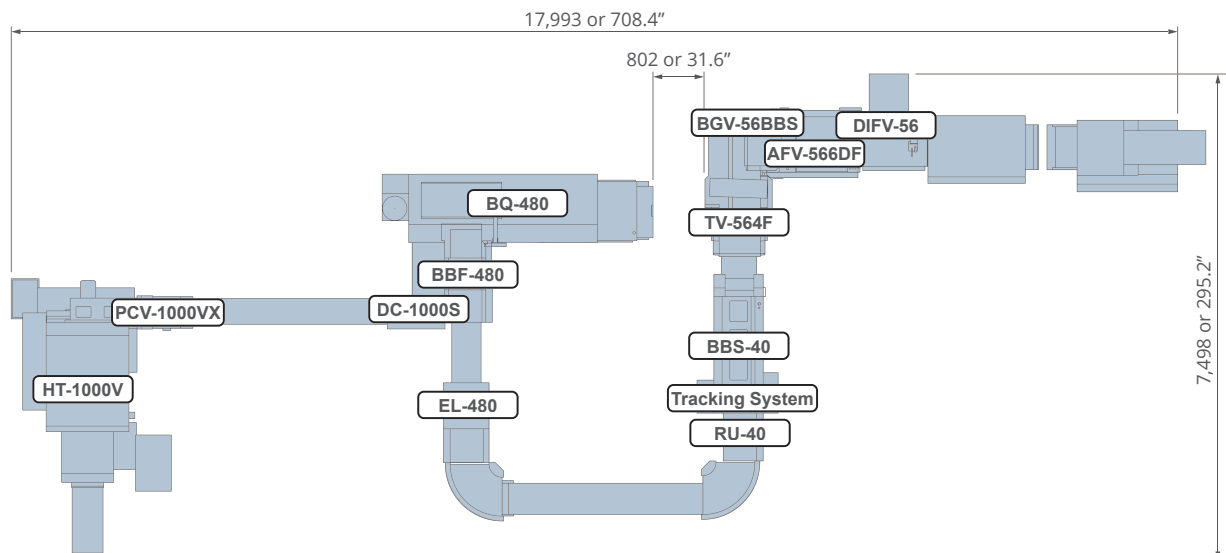 17,993 or 708.4”
802 or 31.6”
BGV-56BBS
DIFV-56
AFV-566DF
BQ-480
TV-564F
BBF-480
PCV-1000VX
DC-1000S
BBS-40
HT-1000V
EL-480
Tracking System
RU-40
7,498 or 295.2”